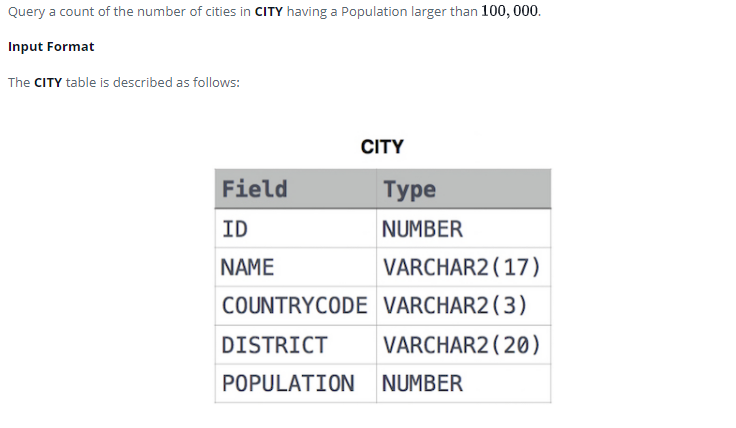 Query a count of the number of cities in CITY having a Population larger than 100, 000.
Input Format
The CITY table is described as follows:
CITY
Field Type
ID NUMBER
NAME VARCHAR2(17)
COUNTRYCODE VARCHAR2(3)
DISTRICT VARCHAR2(20)
POPULATION NUMBER